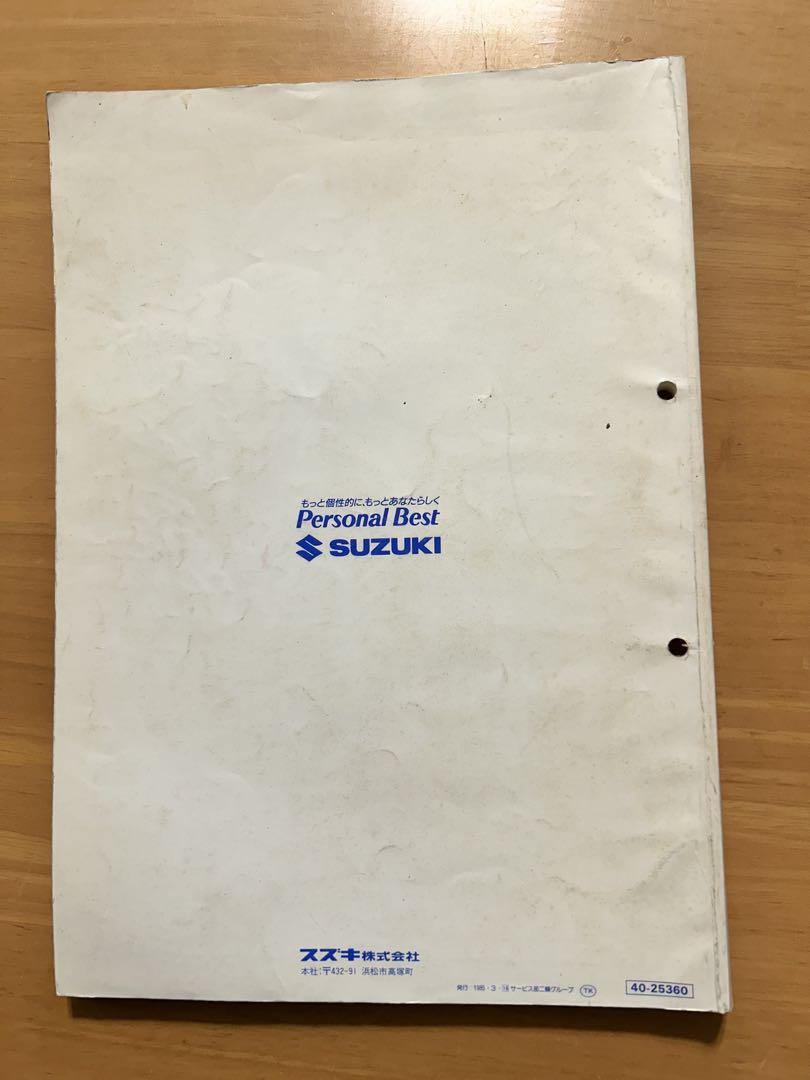 もっと個性的に、もっとあなたらしく
Personal Best
SUZUKI
スズキ株式会社
本社:〒432-91 浜松市高塚町
発行 1985・3・ サービス部二輪グループ TK
40-25360